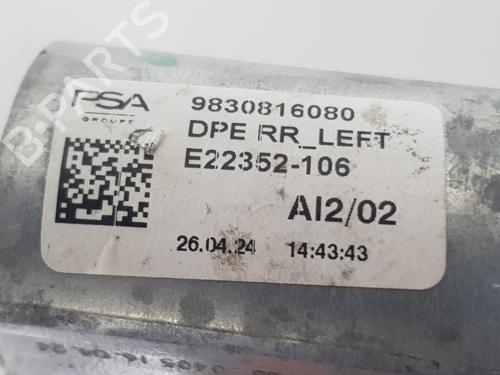 PSA
GROUPE
9830816080
DPE RR_LEFT
E22352-106
AI2/02
26.04.24 14:43:43
B-PARTS